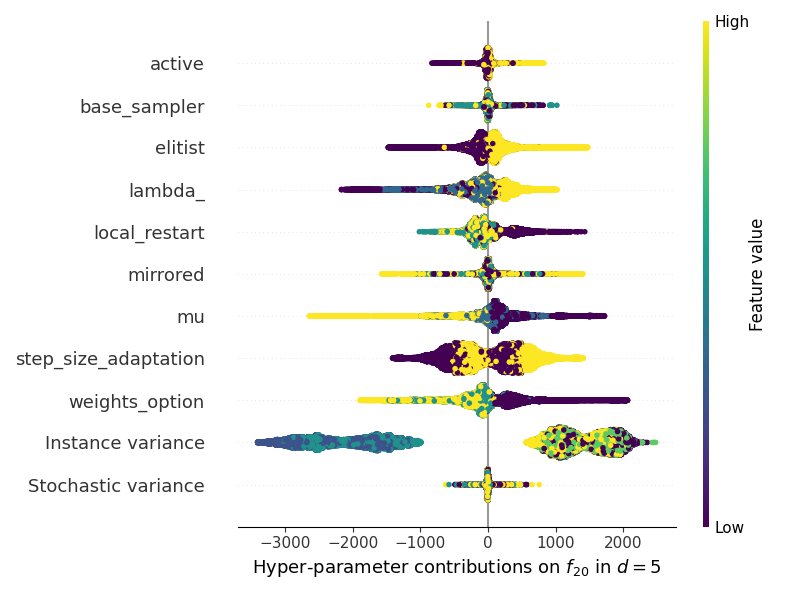 High
active
base_sampler
elitist
lambda_
local_restart
mirrored
mu
step_size_adaptation
weights_option
Instance variance
Stochastic variance
Feature value
Low
−3000 −2000 −1000 0 1000 2000
Hyper-parameter contributions on $f_{20}$ in $d = 5$